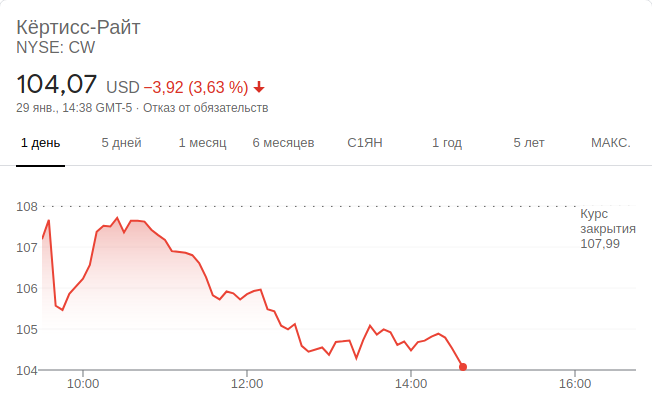 Кёртисс-Райт
NYSE: CW
104,07 USD −3,92 (3,63 %)
29 янв., 14:38 GMT-5 · Отказ от обязательств
1 день 5 дней 1 месяц 6 месяцев С1ЯН 1 год 5 лет МАКС.
108
Курс
закрытия
107,99
107
106
105
104
10:00 12:00 14:00 16:00